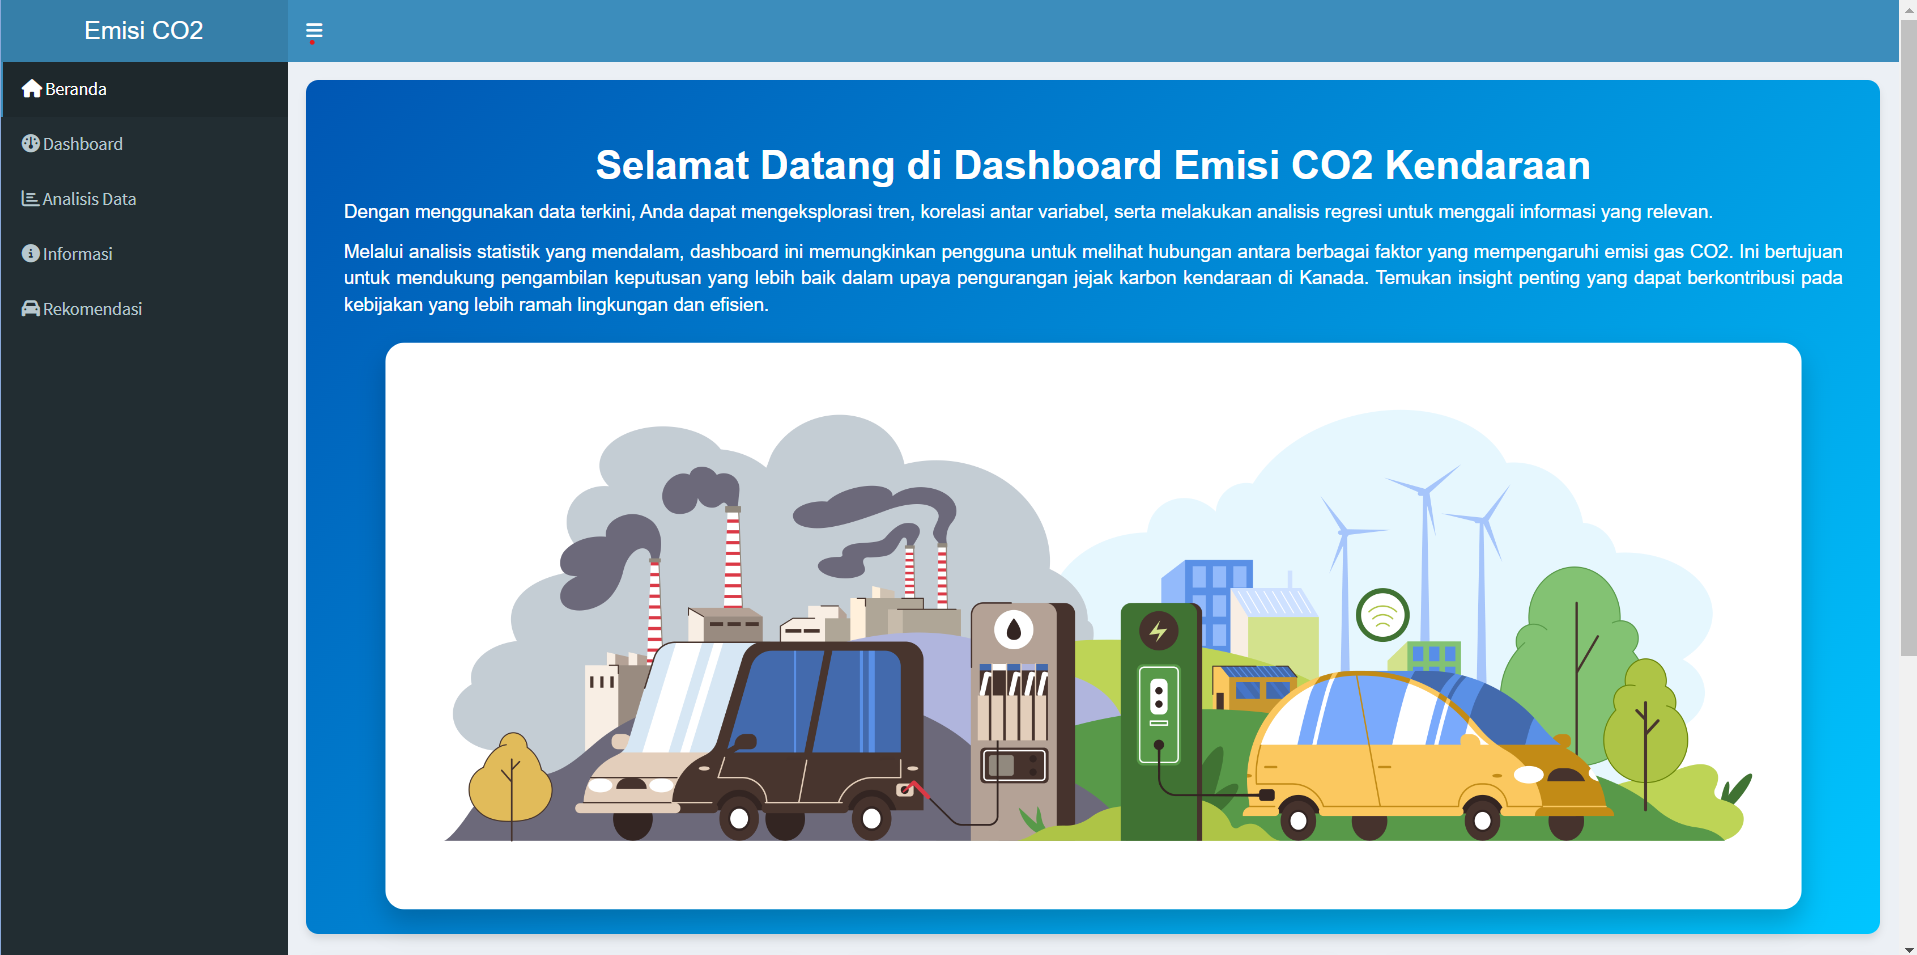 Emisi CO2
Beranda
Dashboard
Analisis Data
Informasi
Rekomendasi
Selamat Datang di Dashboard Emisi CO2 Kendaraan
Dengan menggunakan data terkini, Anda dapat mengeksplorasi tren, korelasi antar variabel, serta melakukan analisis regresi untuk menggali informasi yang relevan.
Melalui analisis statistik yang mendalam, dashboard ini memungkinkan pengguna untuk melihat hubungan antara berbagai faktor yang mempengaruhi emisi gas CO2. Ini bertujuan
untuk mendukung pengambilan keputusan yang lebih baik dalam upaya pengurangan jejak karbon kendaraan di Kanada. Temukan insight penting yang dapat berkontribusi pada
kebijakan yang lebih ramah lingkungan dan efisien.